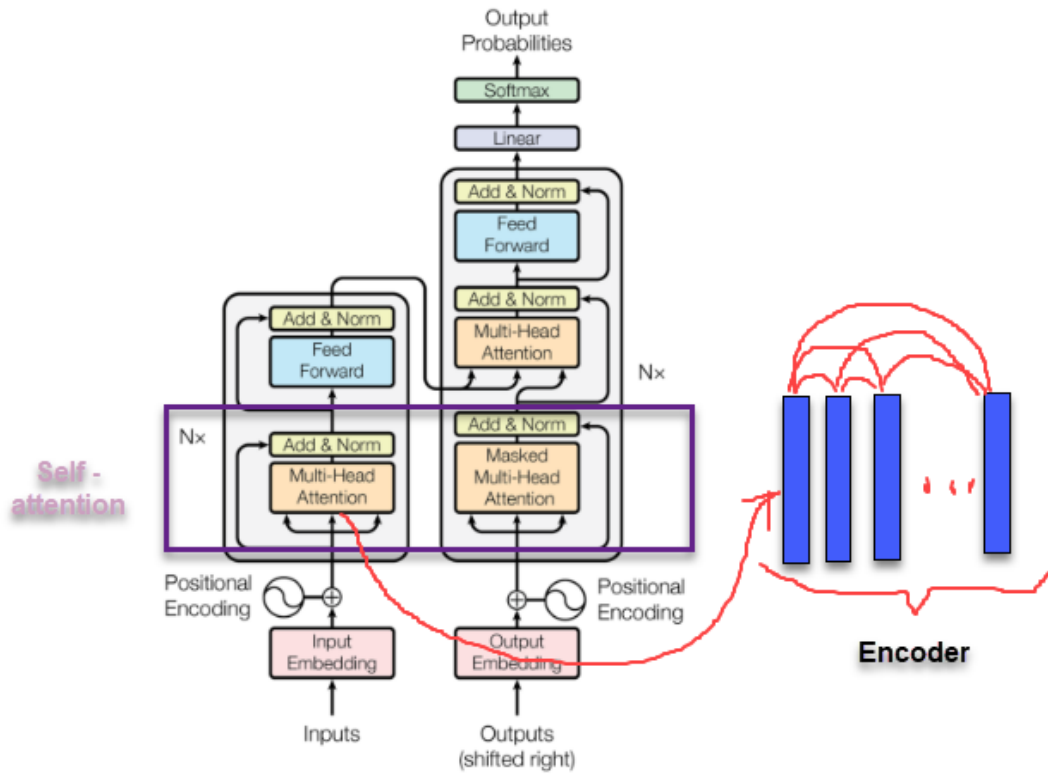 Output
Probabilities
Softmax
Linear
Add & Norm
Feed
Forward
Add & Norm
Multi-Head
Attention
Nx
Add & Norm
Masked
Multi-Head
Attention
Add & Norm
Feed
Forward
Nx
Add & Norm
Multi-Head
Attention
Self -
attention
Positional
Encoding
Positional
Encoding
Input
Embedding
Output
Embedding
Inputs
Outputs
(shifted right)
Encoder